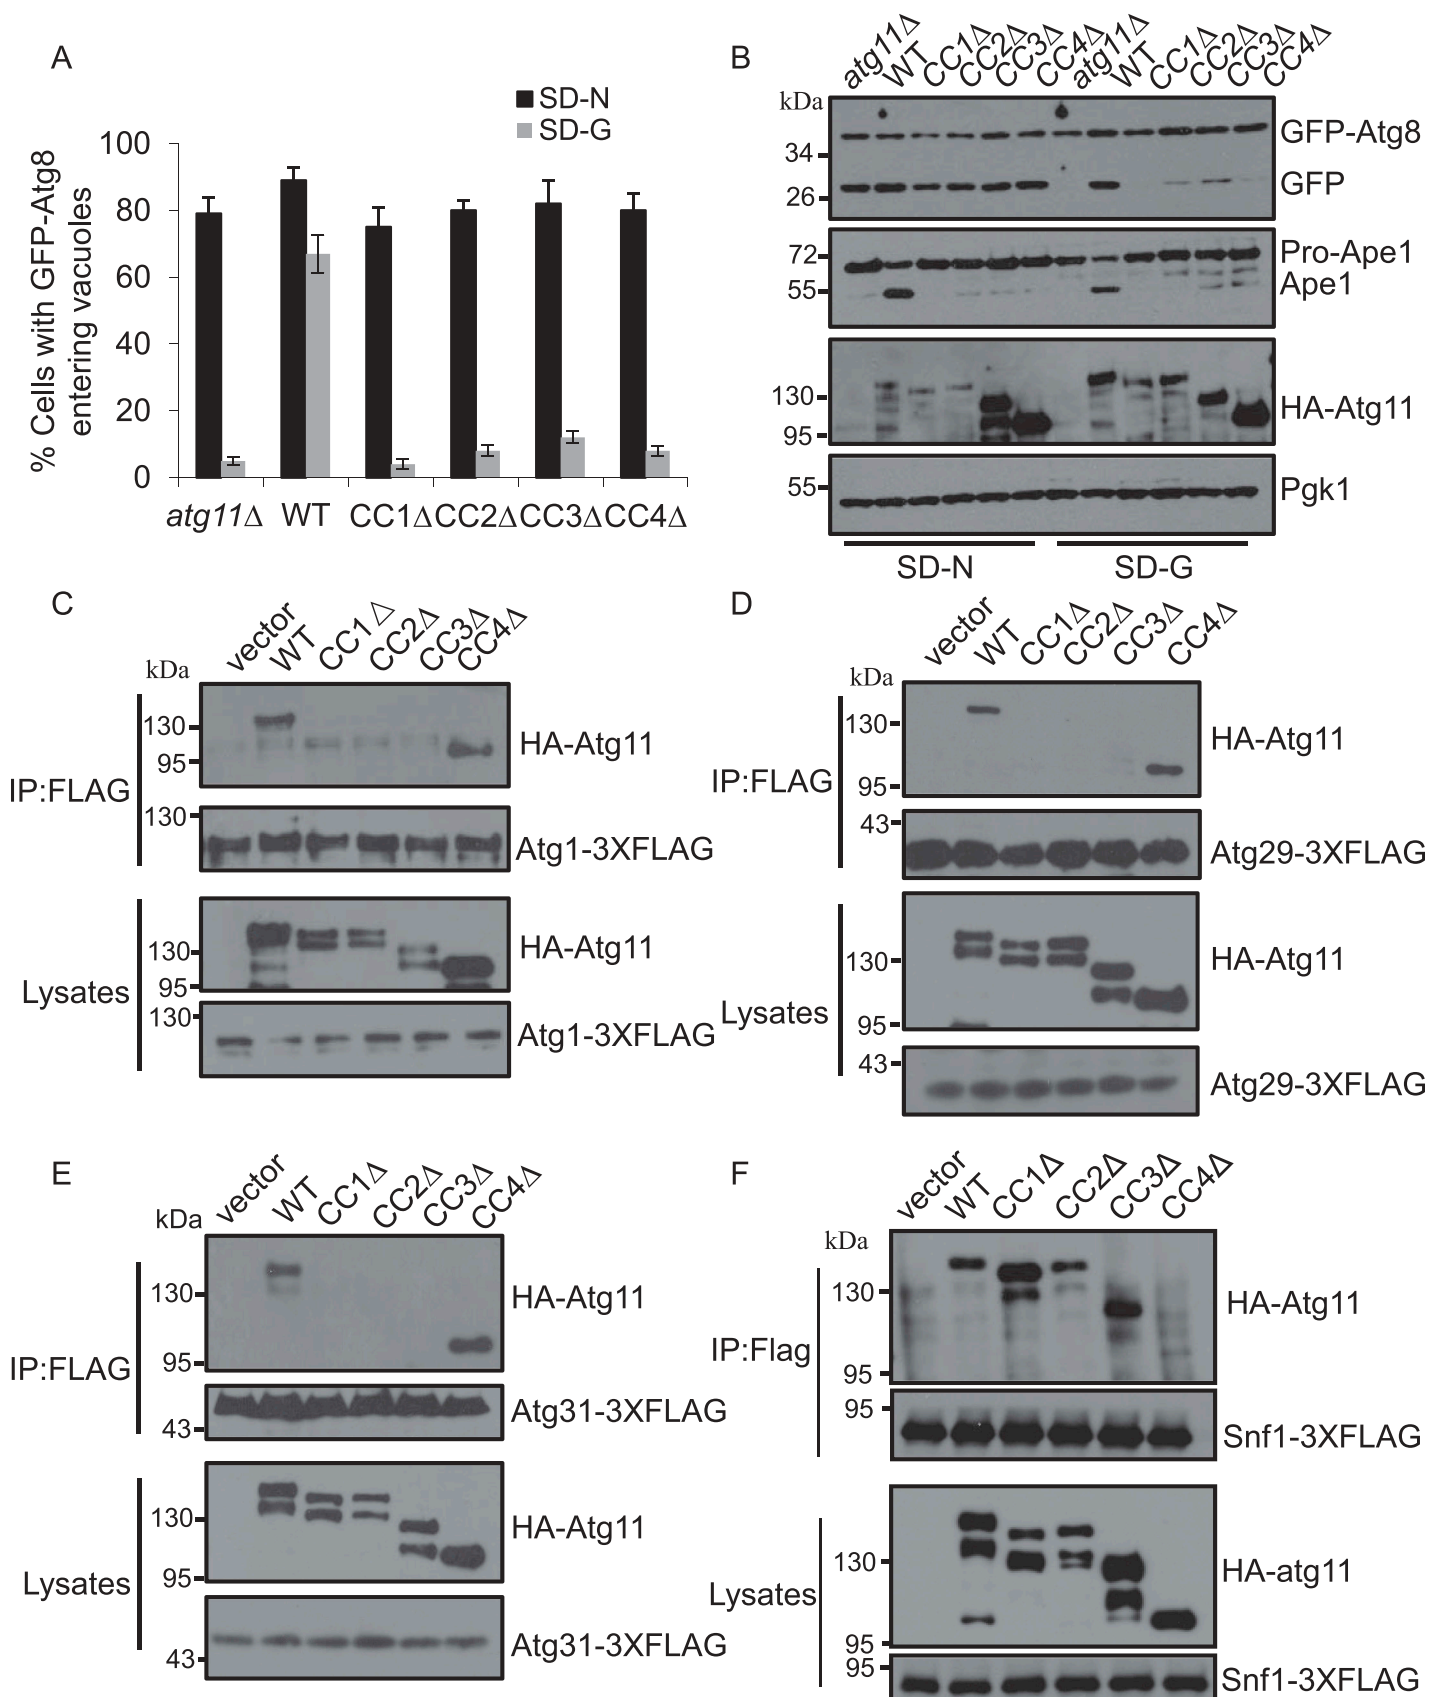 A
SD-N
SD-G
% Cells with GFP-Atg8
entering vacuoles
100
80
60
40
20
0
atg11Δ WT CC1Δ CC2Δ CC3Δ CC4Δ
B
atg11Δ WT CC1Δ CC2Δ CC3Δ CC4Δ atg11Δ WT CC1Δ CC2Δ CC3Δ CC4Δ
kDa
GFP-Atg8
34
GFP
26
72
Pro-Ape1
Ape1
55
130
HA-Atg11
95
55
Pgk1
SD-N SD-G
C
vector WT CC1Δ CC2Δ CC3Δ CC4Δ
kDa
130
HA-Atg11
95
IP:FLAG
130
Atg1-3XFLAG
130
HA-Atg11
95
Lysates
130
Atg1-3XFLAG
D
vector WT CC1Δ CC2Δ CC3Δ CC4Δ
kDa
130
HA-Atg11
95
IP:FLAG
43
Atg29-3XFLAG
130
HA-Atg11
95
Lysates
43
Atg29-3XFLAG
E
vector WT CC1Δ CC2Δ CC3Δ CC4Δ
kDa
130
HA-Atg11
95
IP:FLAG
43
Atg31-3XFLAG
130
HA-Atg11
95
Lysates
43
Atg31-3XFLAG
F
vector WT CC1Δ CC2Δ CC3Δ CC4Δ
kDa
130
HA-Atg11
95
IP:Flag
95
Snf1-3XFLAG
130
HA-atg11
95
Lysates
95
Snf1-3XFLAG